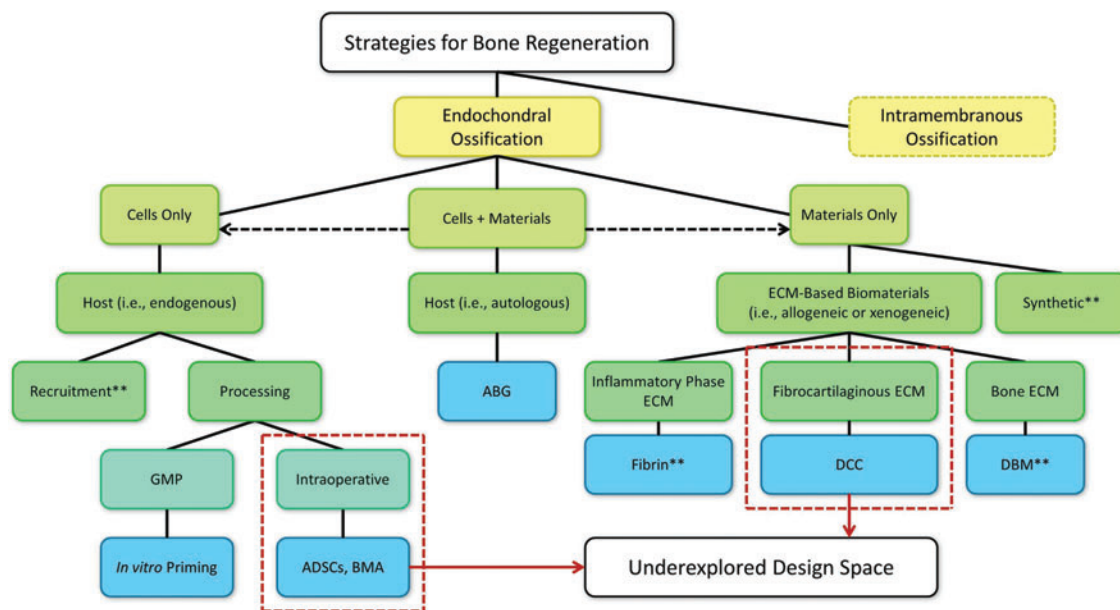 Strategies for Bone Regeneration
Endochondral
Ossification
Intramembranous
Ossification
Cells Only
Cells + Materials
Materials Only
Host (i.e., endogenous)
Host (i.e., autologous)
ECM-Based Biomaterials
(i.e., allogeneic or xenogeneic)
Synthetic**
Recruitment**
Processing
ABG
Inflammatory Phase
ECM
Fibrocartilaginous ECM
Bone ECM
GMP
Intraoperative
Fibrin**
DCC
DBM**
In vitro Priming
ADSCs, BMA
Underexplored Design Space